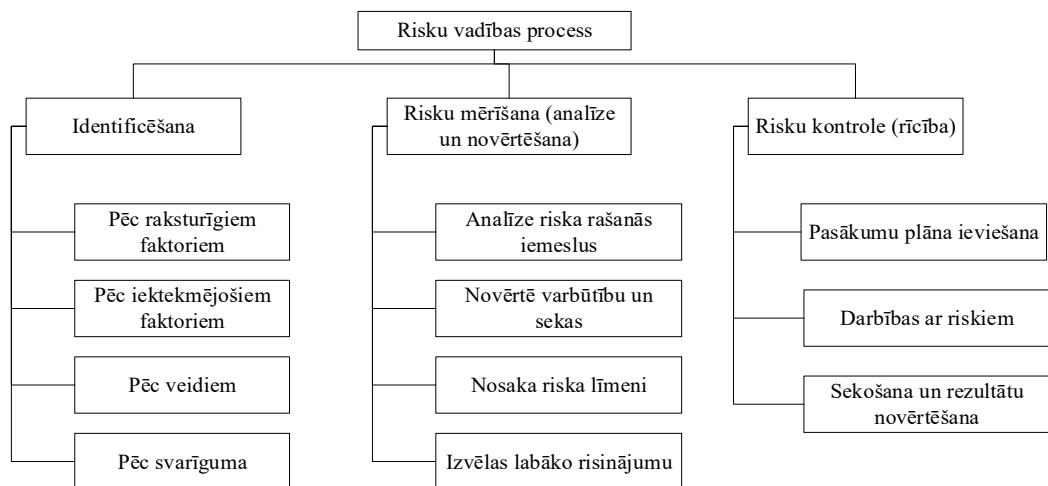 Risku vadības process
Identificēšana
Pēc raksturīgiem
faktoriem
Pēc iektekmējošiem
faktoriem
Pēc veidiem
Pēc svarīguma
Risku mērīšana (analīze
un novērtēšana)
Analīze riska rašanās
iemeslus
Novērtē varbūtību un
sekas
Nosaka riska līmeni
Izvēlas labāko risinājumu
Risku kontrole (rīcība)
Pasākumu plāna ieviešana
Darbības ar riskiem
Sekošana un rezultātu
novērtēšana